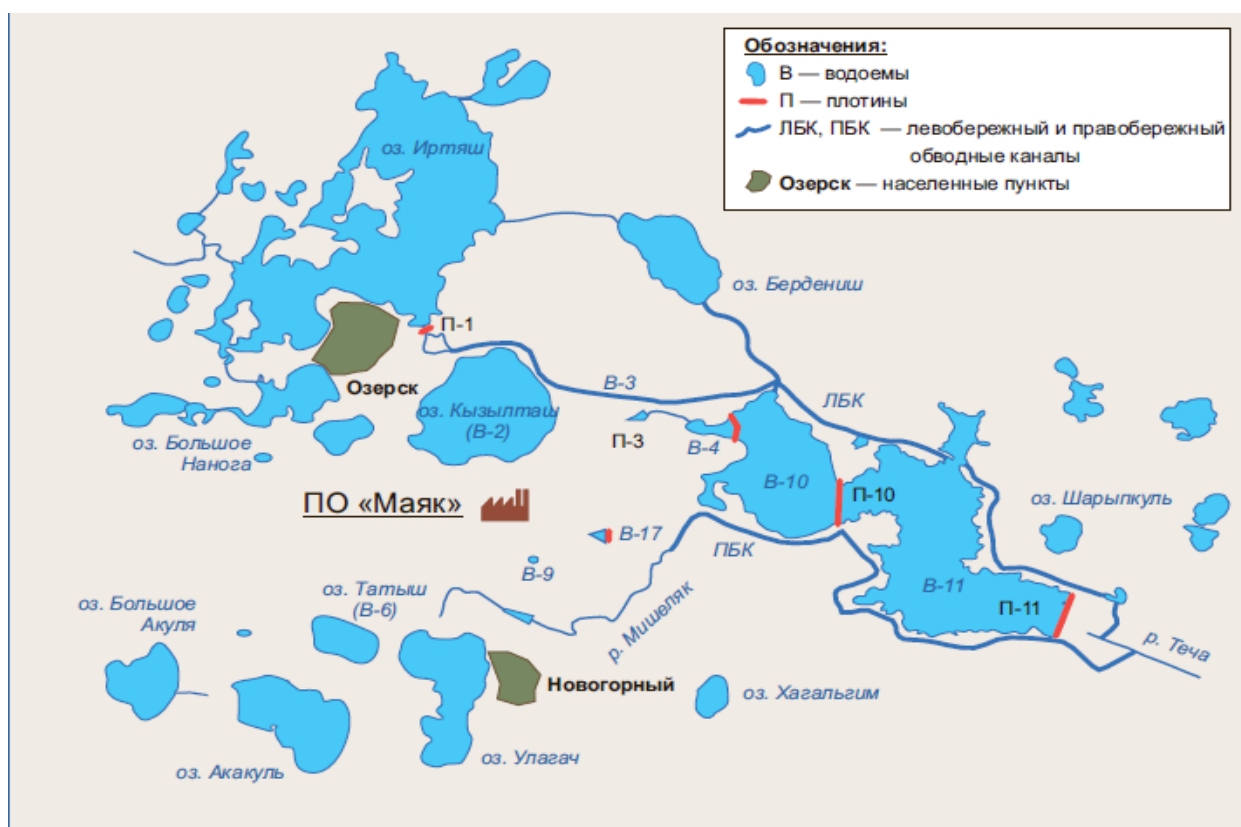 Обозначения:
В — водоемы
П — плотины
ЛБК, ПБК — левобережный и правобережный
обводные каналы
Озерск — населенные пункты
оз. Иртяш
оз. Бердениш
П-1
Озерск
В-3
ЛБК
оз. Кызылташ
(В-2)
П-3
В-4
оз. Большое
Нанога
В-10
П-10
оз. Шарыпкуль
ПО «Маяк»
В-17
ПБК
В-9
В-11
П-11
оз. Татыш
(В-6)
оз. Большое
Акуля
р. Мишеляк
р. Теча
Новогорный
оз. Хагальгим
оз. Улагач
оз. Акакуль